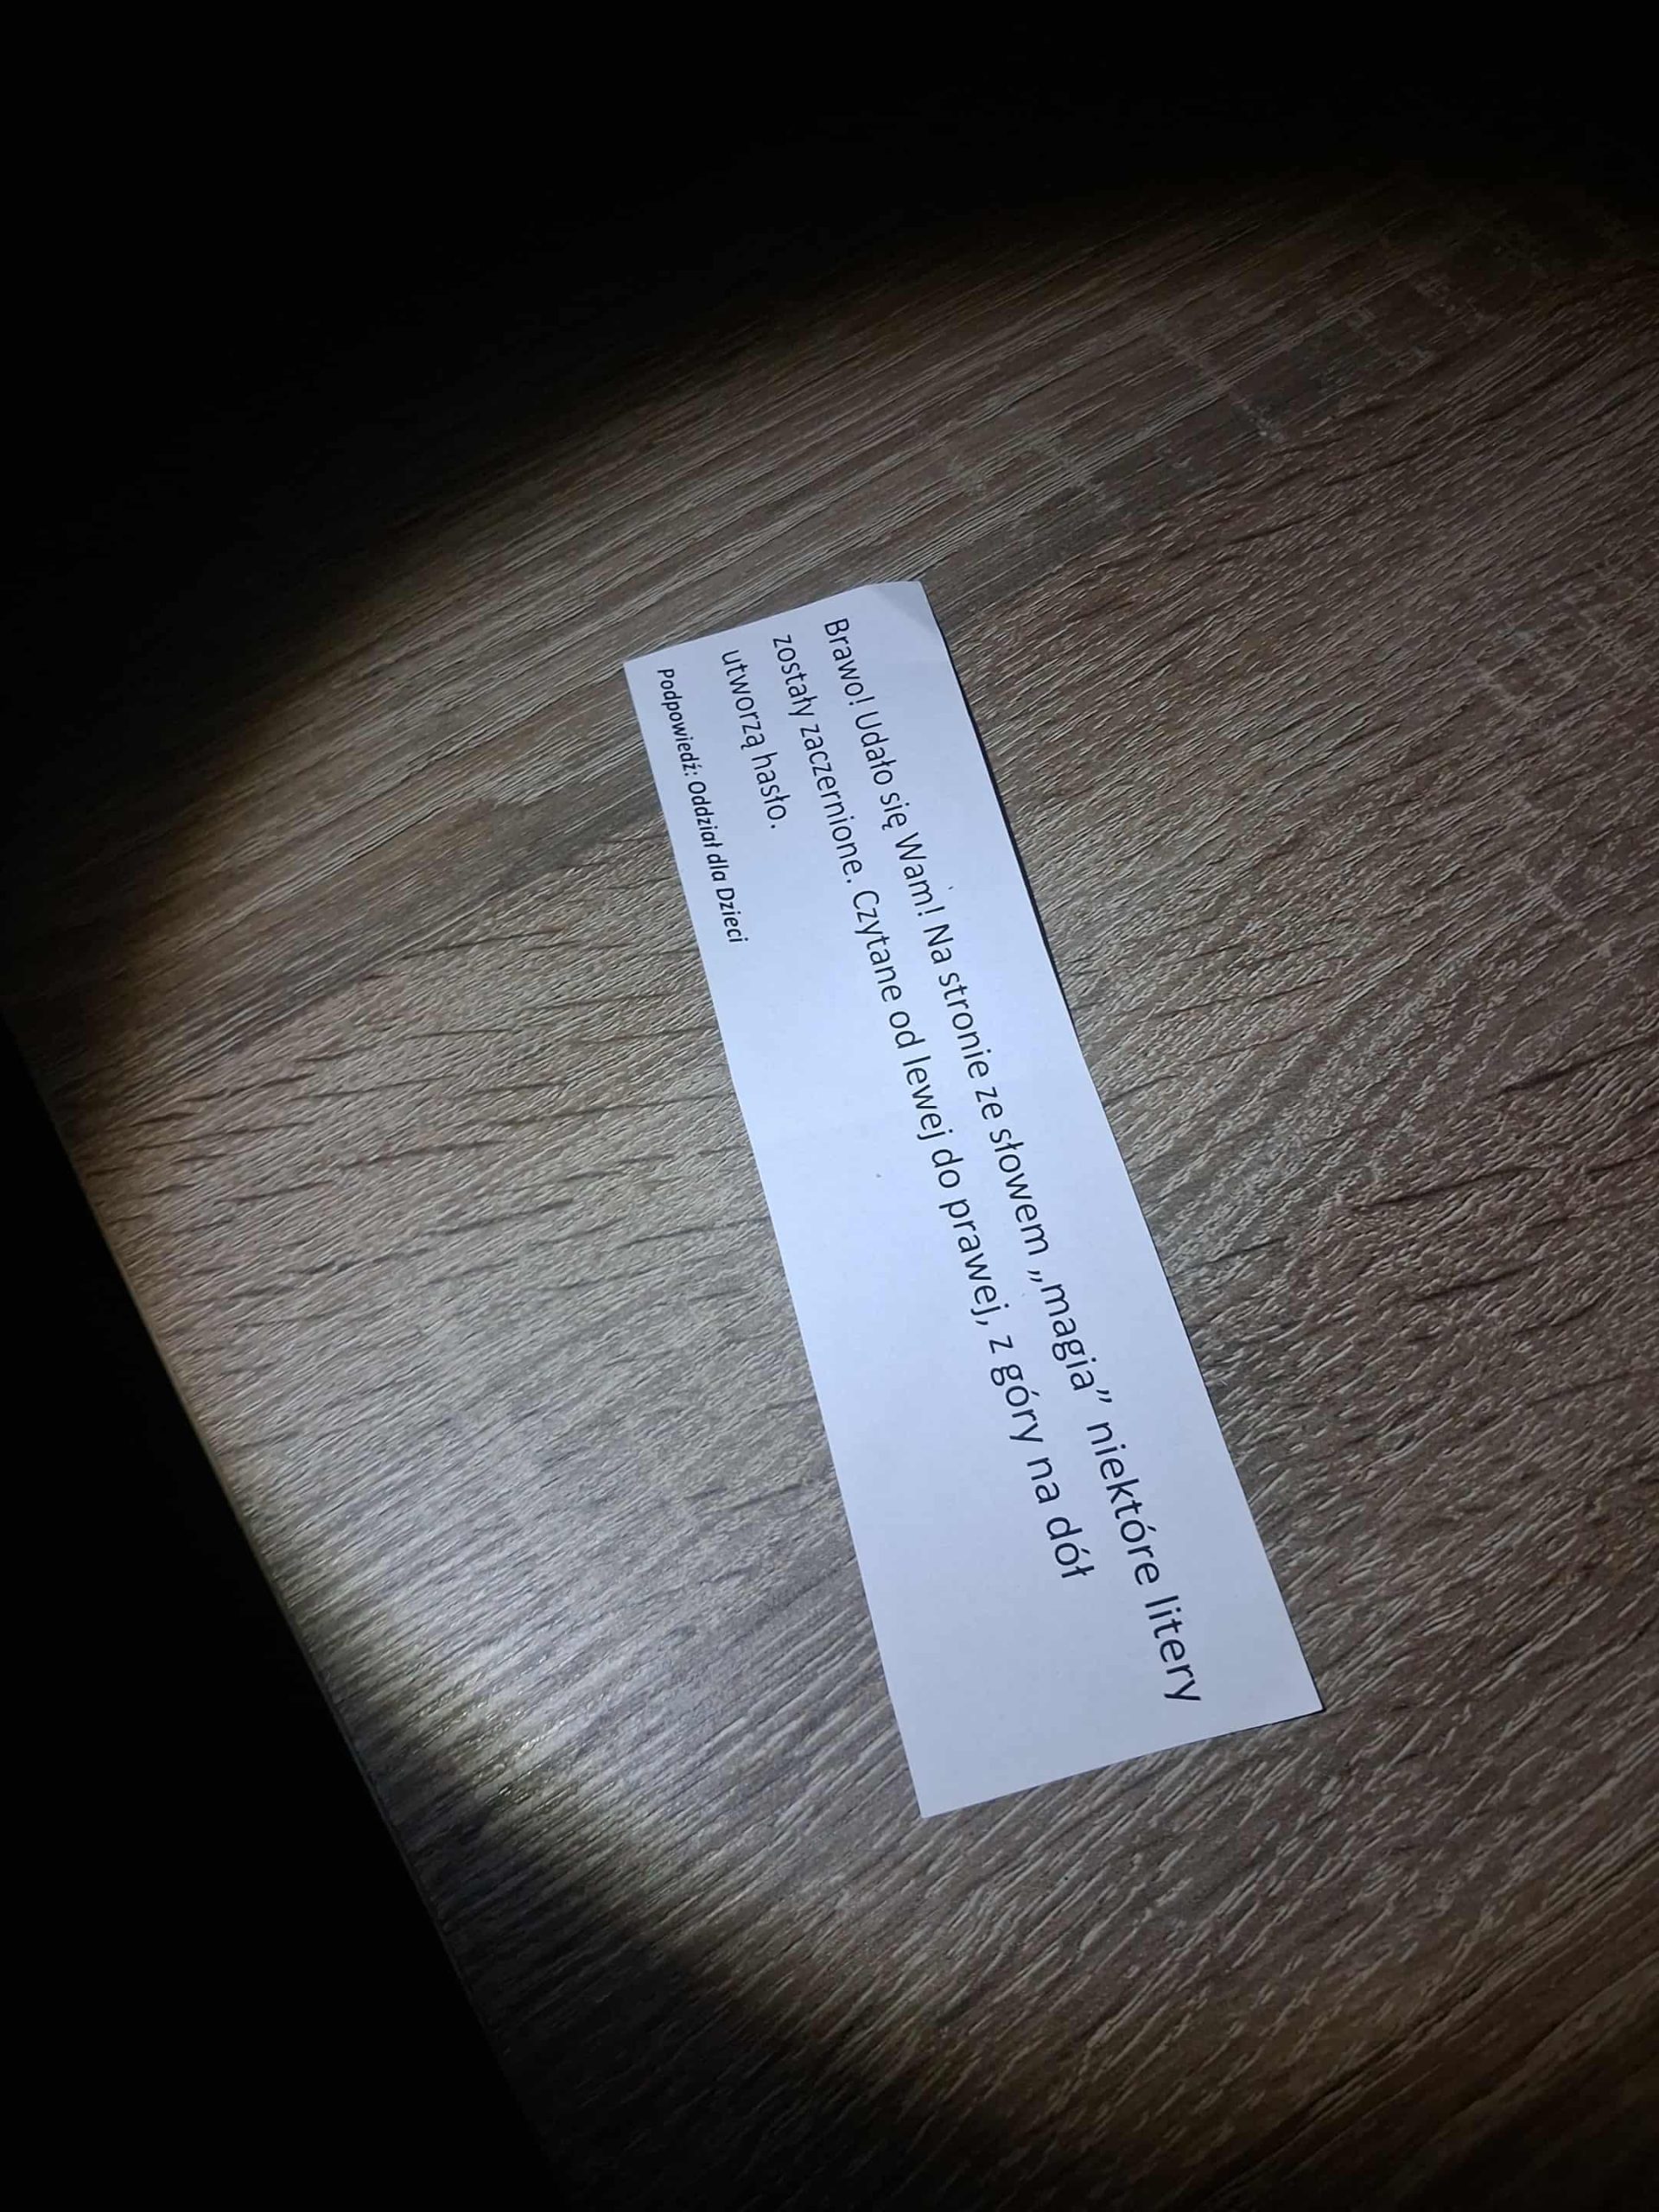 Brawo! Udało się Wam! Na stronie ze słowem „magia” niektóre litery
zostały zaczernione. Czytane od lewej do prawej, z góry na dół
utworzą hasło.
Podpowiedź: Oddział dla Dzieci